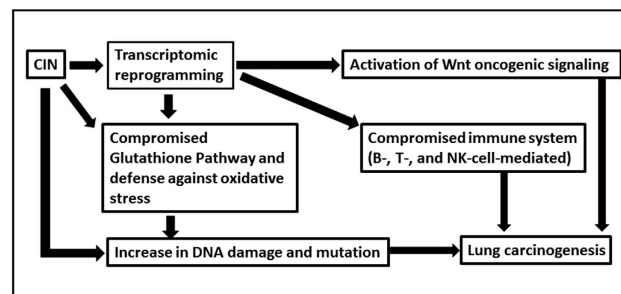 CIN
Transcriptomic
reprogramming
Activation of Wnt oncogenic signaling
Compromised
Glutathione Pathway and
defense against oxidative
stress
Compromised immune system
(B-, T-, and NK-cell-mediated)
Increase in DNA damage and mutation
Lung carcinogenesis